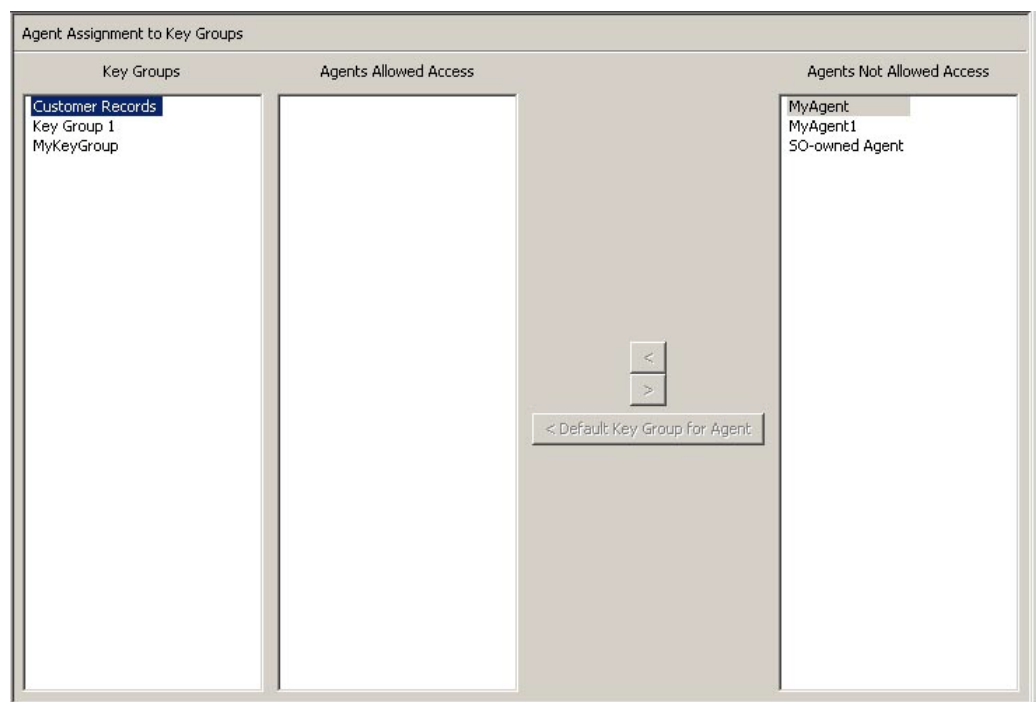 Agent Assignment to Key Groups
Key Groups
Agents Allowed Access
Agents Not Allowed Access
Customer Records
Key Group 1
MyKeyGroup
MyAgent
MyAgent1
SO-owned Agent
<
>
< Default Key Group for Agent